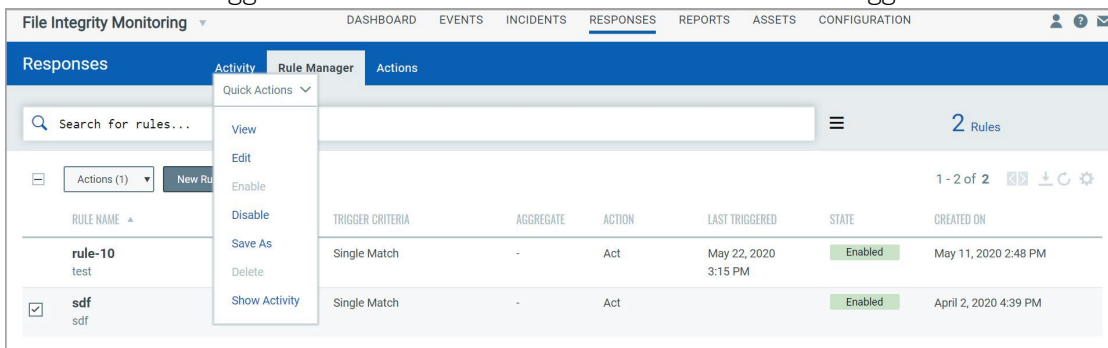 File Integrity Monitoring
DASHBOARD EVENTS INCIDENTS RESPONSES REPORTS ASSETS CONFIGURATION
Responses
Activity Rule Manager Actions
Quick Actions
View
Edit
Enable
Disable
Save As
Delete
Show Activity
Search for rules...
2 Rules
Actions (1) New Ru
1 - 2 of 2
RULE NAME TRIGGER CRITERIA AGGREGATE ACTION LAST TRIGGERED STATE CREATED ON
rule-10 Single Match - Act May 22, 2020 Enabled May 11, 2020 2:48 PM
test 3:15 PM
sdf Single Match - Act Enabled April 2, 2020 4:39 PM
sdf